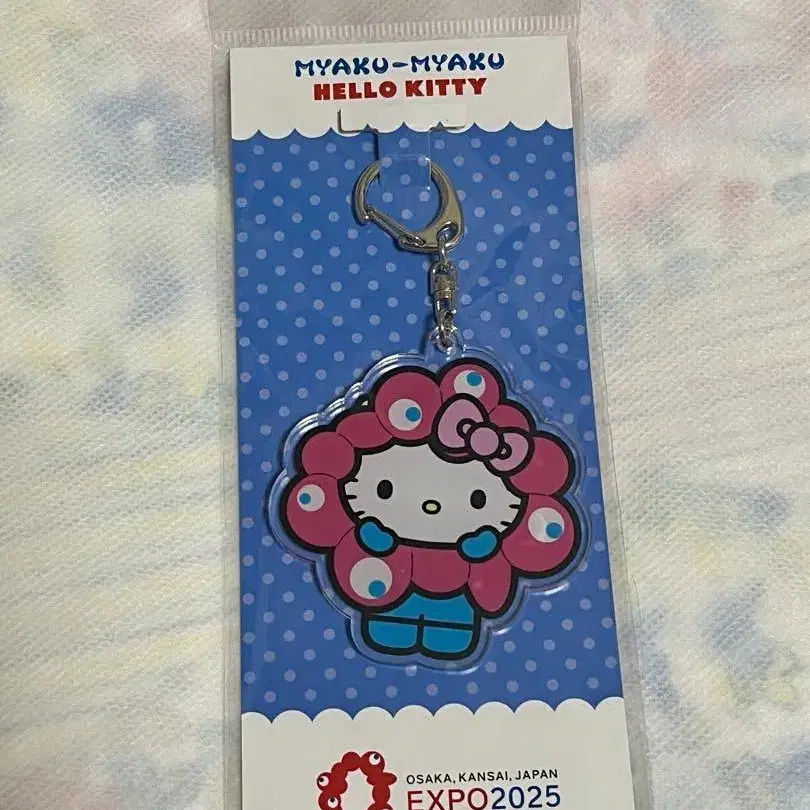 MYAKU-MYAKU
HELLO KITTY
OSAKA, KANSAI, JAPAN
EXPO2025